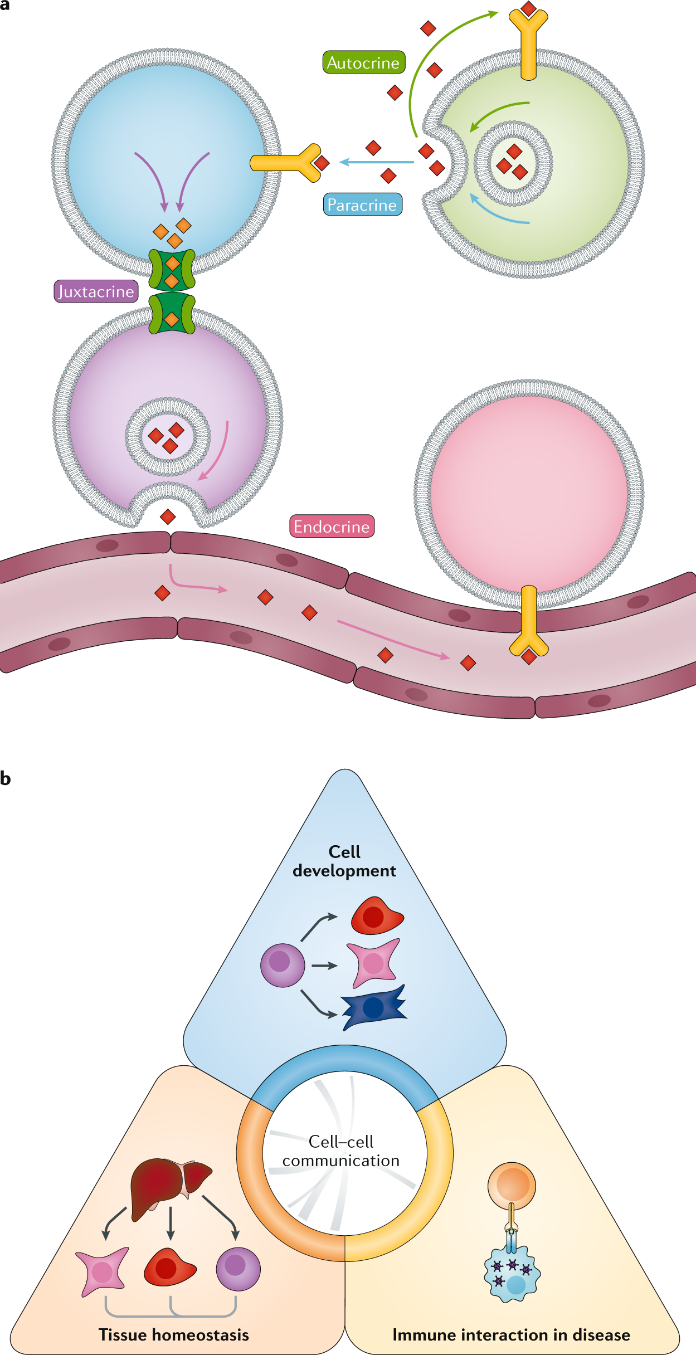 a
Autocrine
Paracrine
Juxtacrine
Endocrine
b
Cell
development
Cell–cell
communication
Tissue homeostasis
Immune interaction in disease